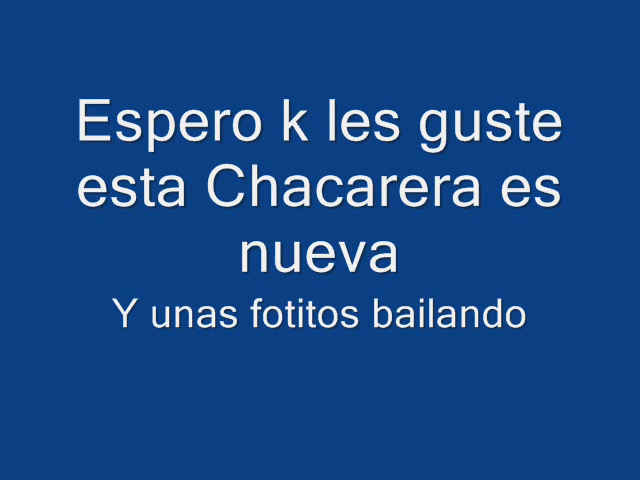 Espero k les guste
esta Chacarera es
nueva
Y unas fotitos bailando